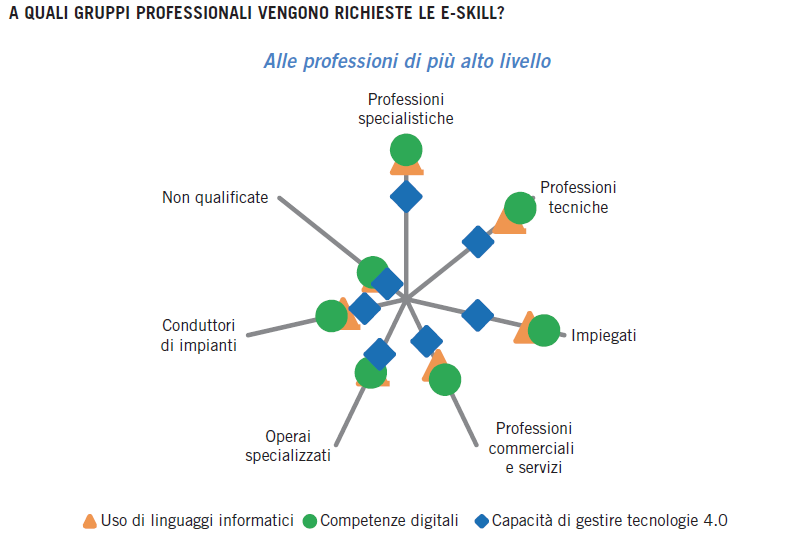 A QUALI GRUPPI PROFESSIONALI VENGONO RICHIESTE LE E-SKILL?
Alle professioni di più alto livello
Professioni
specialistiche
Professioni
tecniche
Non qualificate
Conduttori
di impianti
Impiegati
Operai
specializzati
Professioni
commerciali
e servizi
Uso di linguaggi informatici Competenze digitali Capacità di gestire tecnologie 4.0